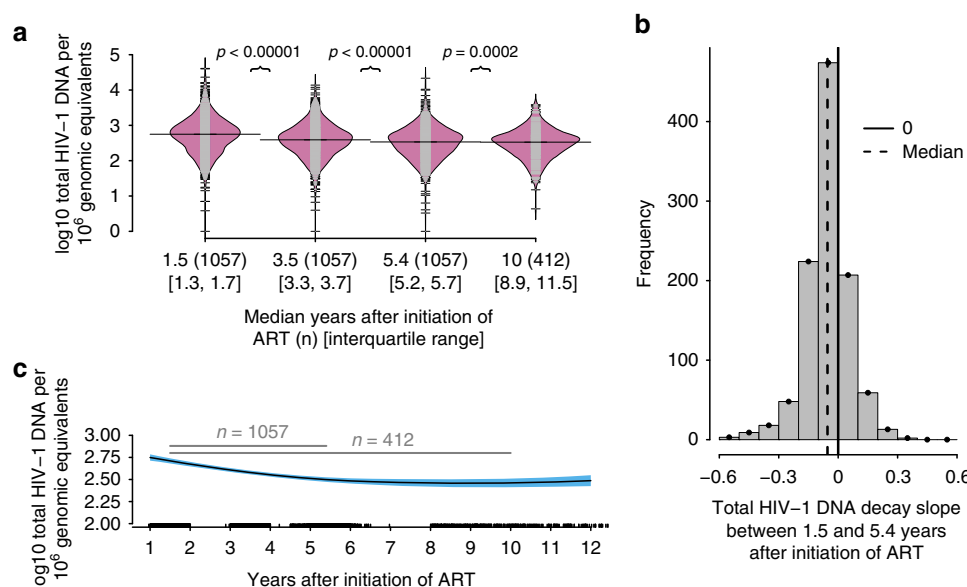 a
log10 total HIV−1 DNA per
10⁶ genomic equivalents
5
4
3
2
1
0
p < 0.00001
p < 0.00001
p = 0.0002
1.5 (1057)
[1.3, 1.7]
3.5 (1057)
[3.3, 3.7]
5.4 (1057)
[5.2, 5.7]
10 (412)
[8.9, 11.5]
Median years after initiation of
ART (n) [interquartile range]
b
Frequency
400
300
200
100
0
0
Median
−0.6
−0.3
0
0.3
0.6
Total HIV−1 DNA decay slope
between 1.5 and 5.4 years
after initiation of ART
c
log10 total HIV−1 DNA per
10⁶ genomic equivalents
3.00
2.75
2.50
2.25
2.00
n = 1057
n = 412
1 2 3 4 5 6 7 8 9 10 11 12
Years after initiation of ART